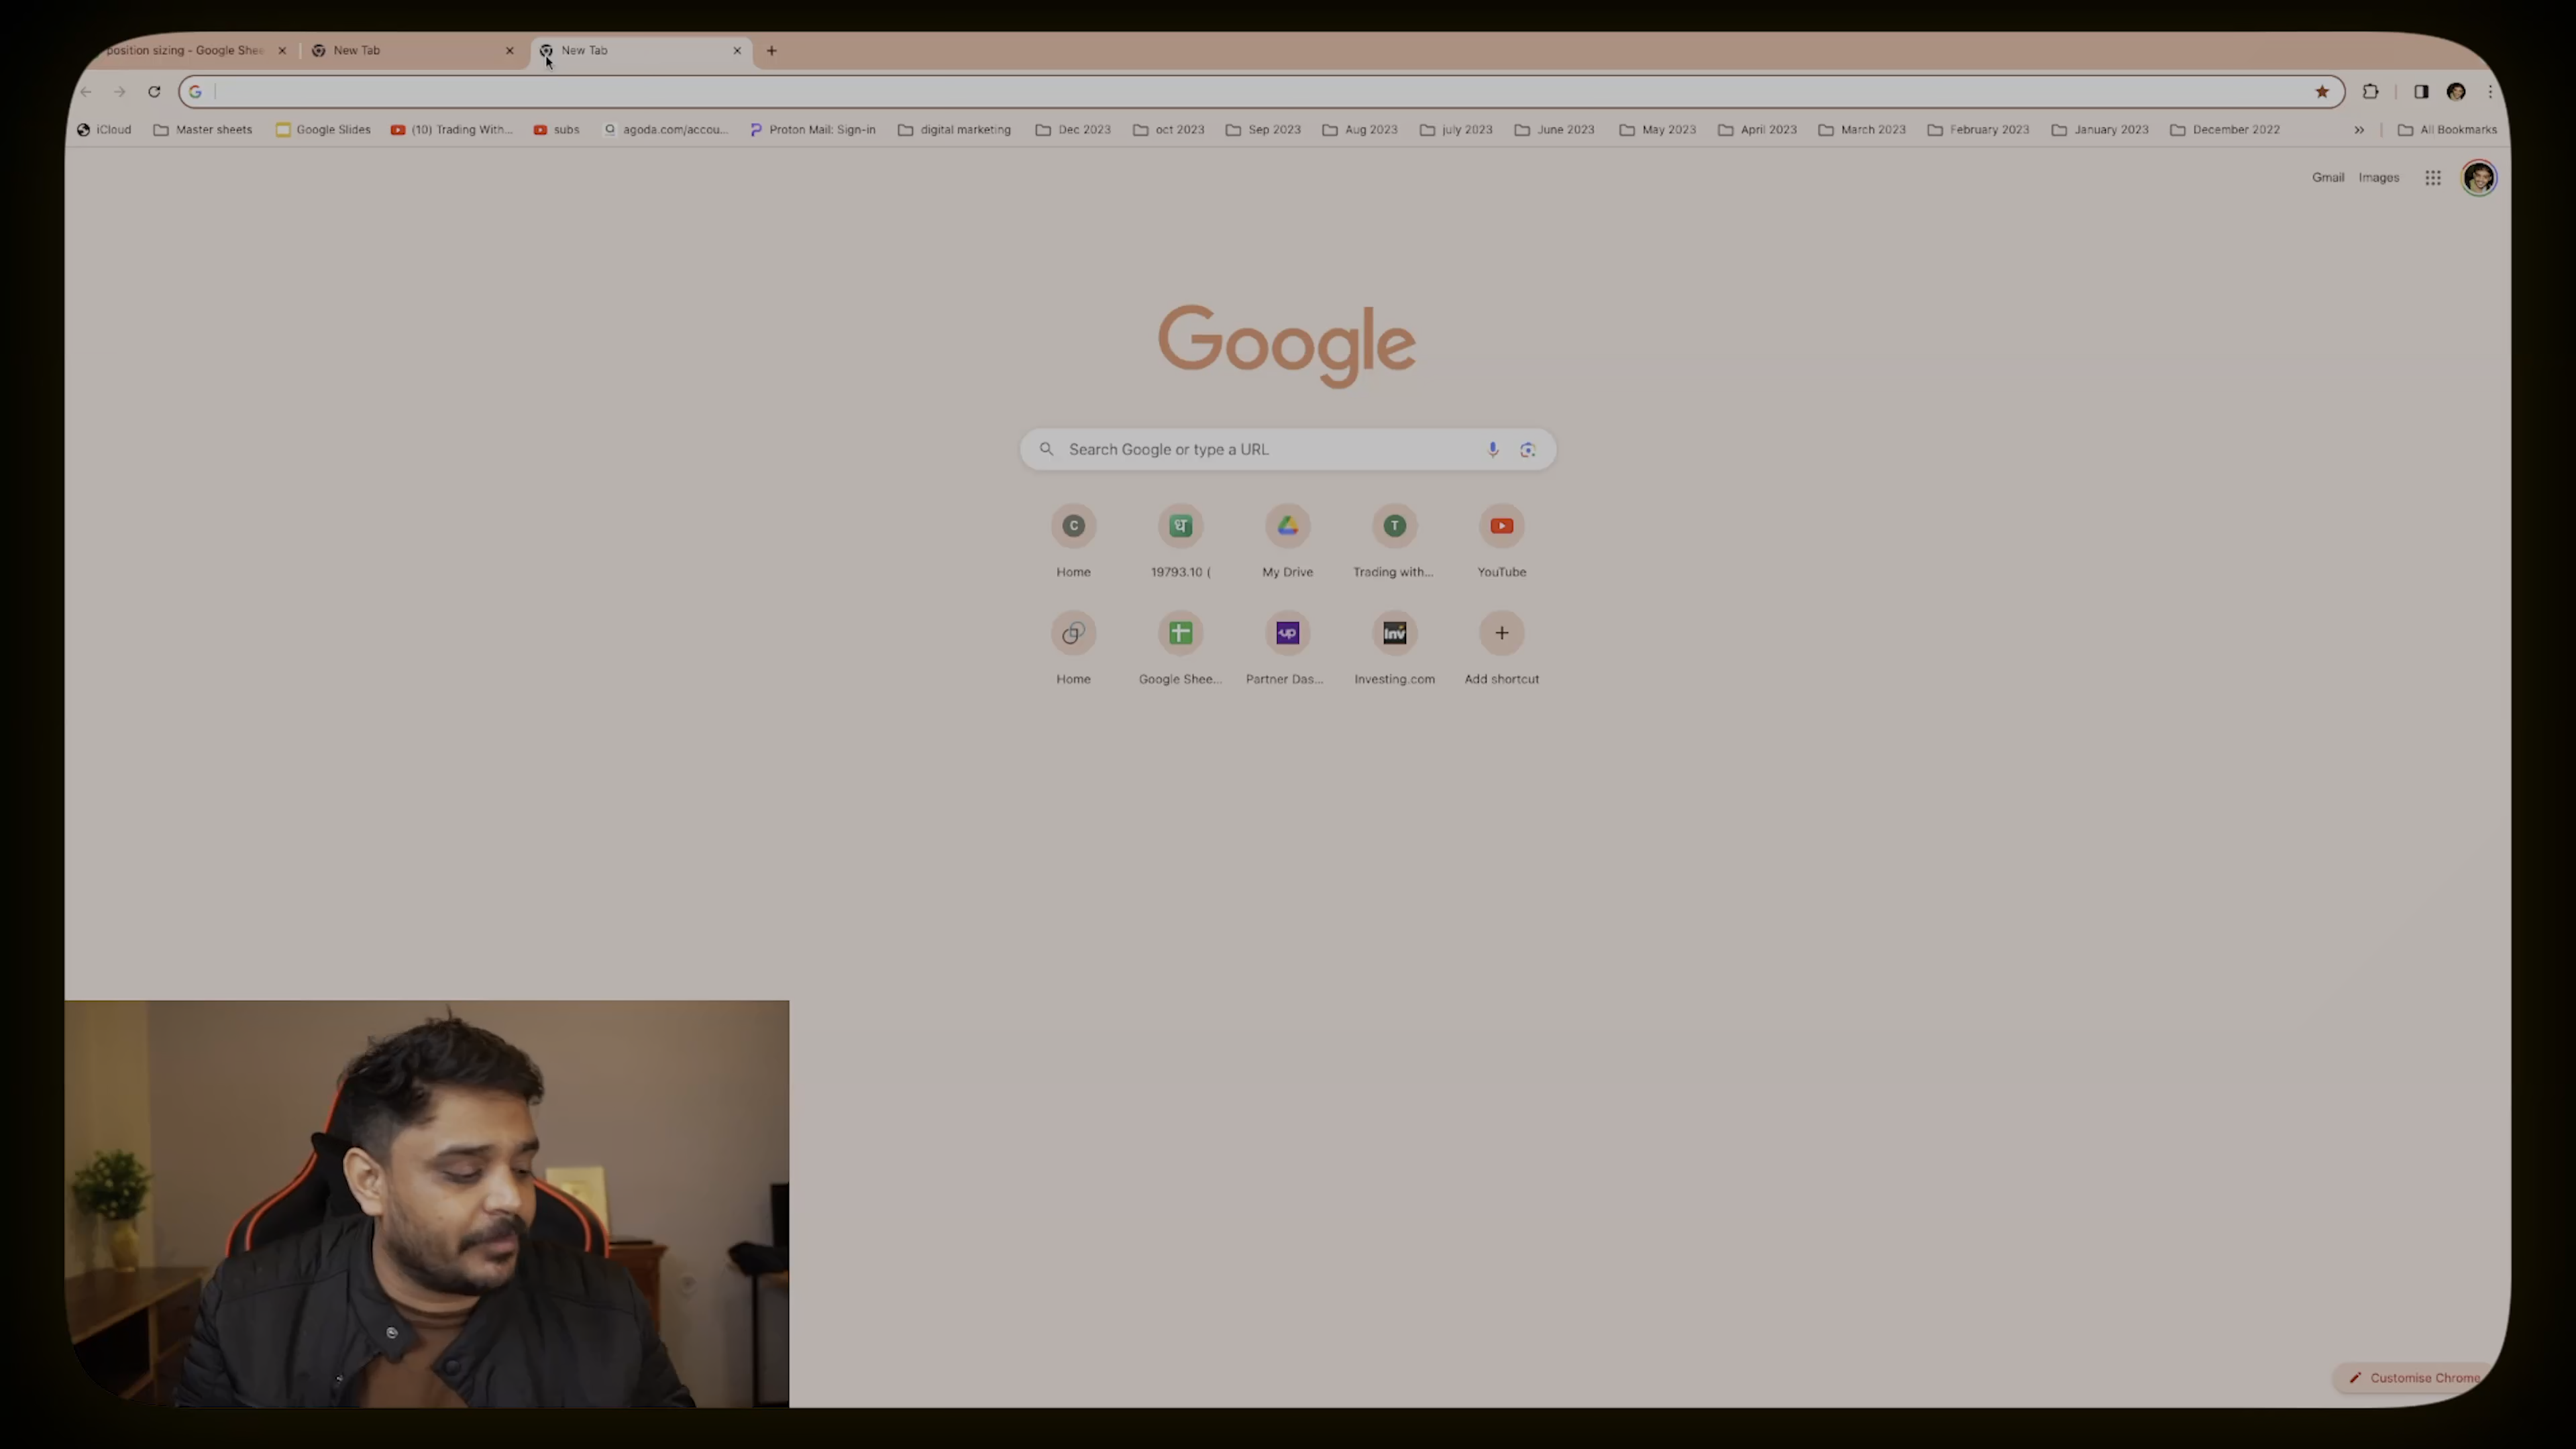 position sizing - Google Shee
New Tab
New Tab
iCloud
Master sheets
Google Slides
(10) Trading With...
subs
agoda.com/accou...
Proton Mail: Sign-in
digital marketing
Dec 2023
oct 2023
Sep 2023
Aug 2023
july 2023
June 2023
May 2023
April 2023
March 2023
February 2023
January 2023
December 2022
All Bookmarks
Gmail
Images
Google
Search Google or type a URL
C
ध
T
Home
19793.10 (
My Drive
Trading with...
YouTube
up
Inv
Home
Google Shee...
Partner Das...
Investing.com
Add shortcut
Customise Chrome